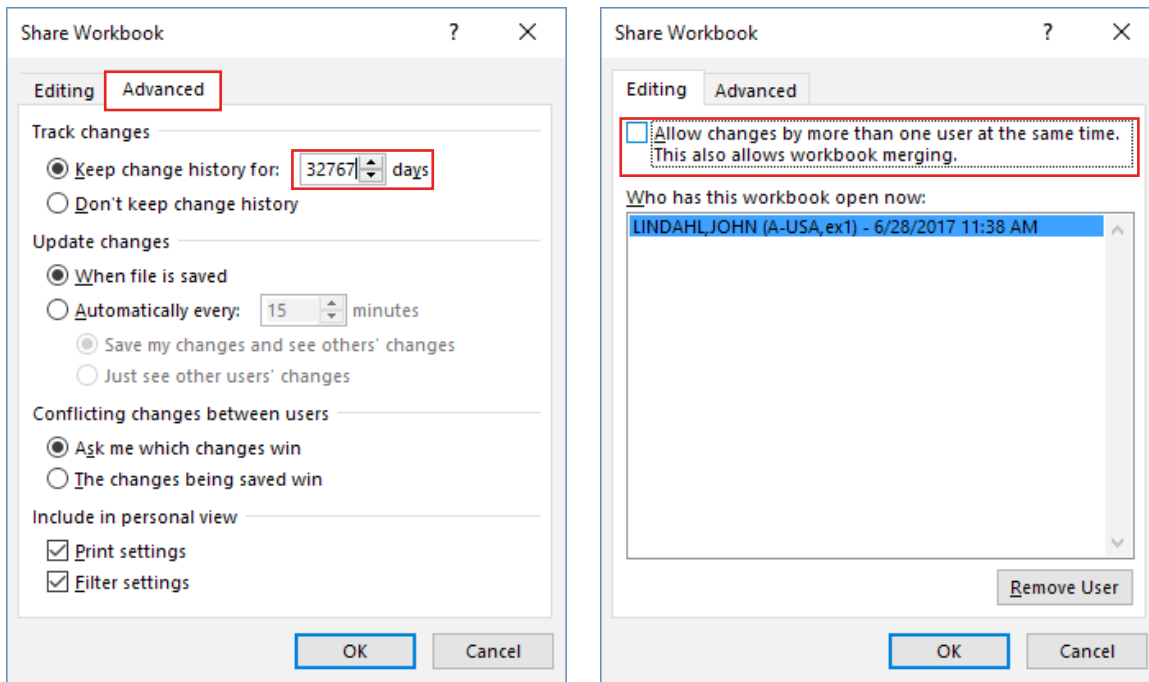 Share Workbook ?
Editing Advanced
Track changes
Keep change history for: 32767 days
Don't keep change history
Update changes
When file is saved
Automatically every: 15 minutes
Save my changes and see others' changes
Just see other users' changes
Conflicting changes between users
Ask me which changes win
The changes being saved win
Include in personal view
Print settings
Filter settings
OK Cancel
Share Workbook ?
Editing Advanced
Allow changes by more than one user at the same time.
This also allows workbook merging.
Who has this workbook open now:
LINDAHL,JOHN (A-USA,ex1) - 6/28/2017 11:38 AM
Remove User
OK Cancel